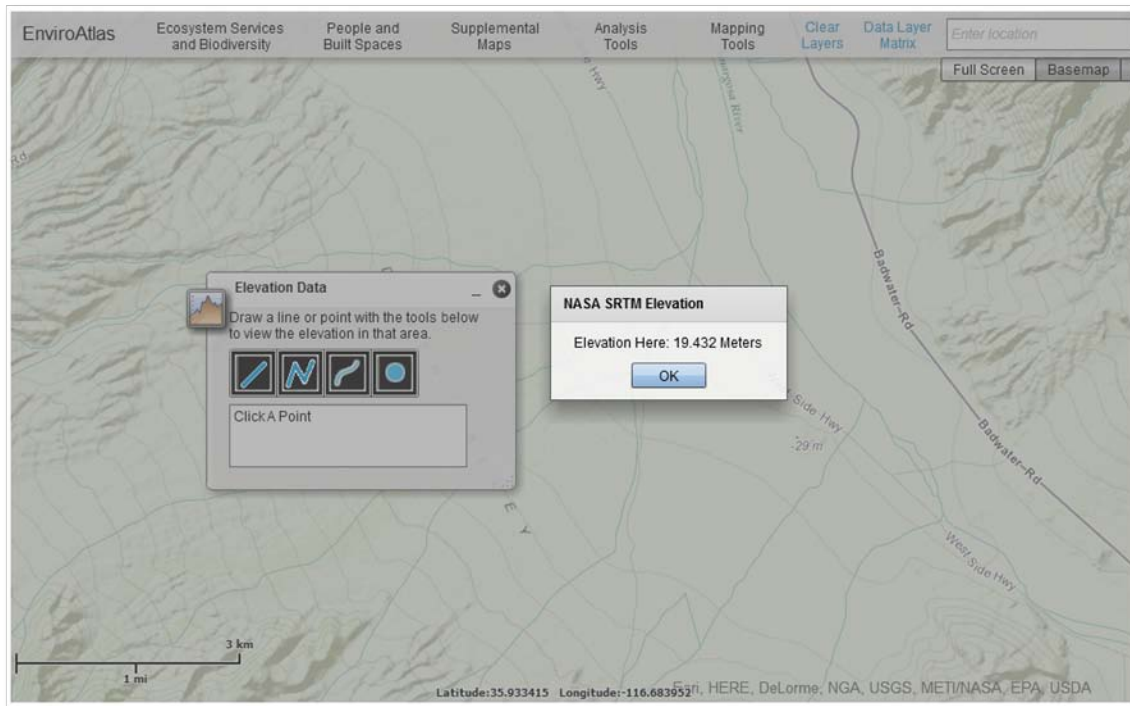 EnviroAtlas
Ecosystem Services
and Biodiversity
People and
Built Spaces
Supplemental
Maps
Analysis
Tools
Mapping
Tools
Clear
Layers
Data Layer
Matrix
Enter location
Full Screen
Basemap
e Hwy
margosa River
Rd
Badwater-Rd
Elevation Data
Draw a line or point with the tools below
to view the elevation in that area.
Click A Point
NASA SRTM Elevation
Elevation Here: 19.432 Meters
OK
West Side Hwy
-29 m
Badwater-Rd
E Y
West Side Hwy
3 km
1 mi
Latitude:35.933415 Longitude:-116.683952
Esri, HERE, DeLorme, NGA, USGS, METI/NASA, EPA, USDA